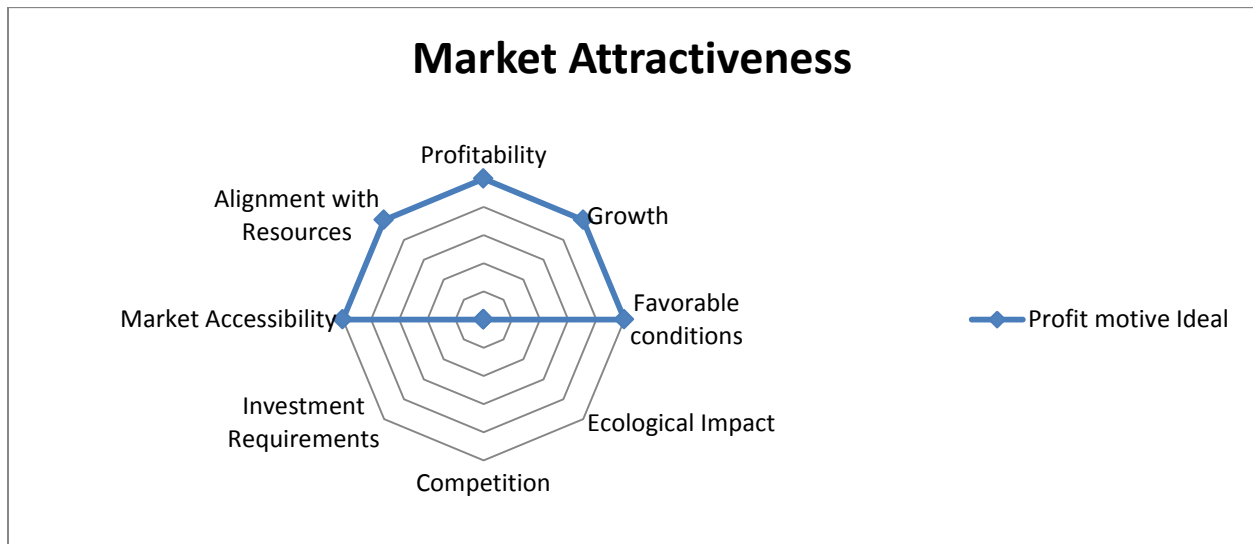 Market Attractiveness
Profitability
Alignment with
Resources
Growth
Market Accessibility
Favorable
conditions
Profit motive Ideal
Investment
Requirements
Ecological Impact
Competition